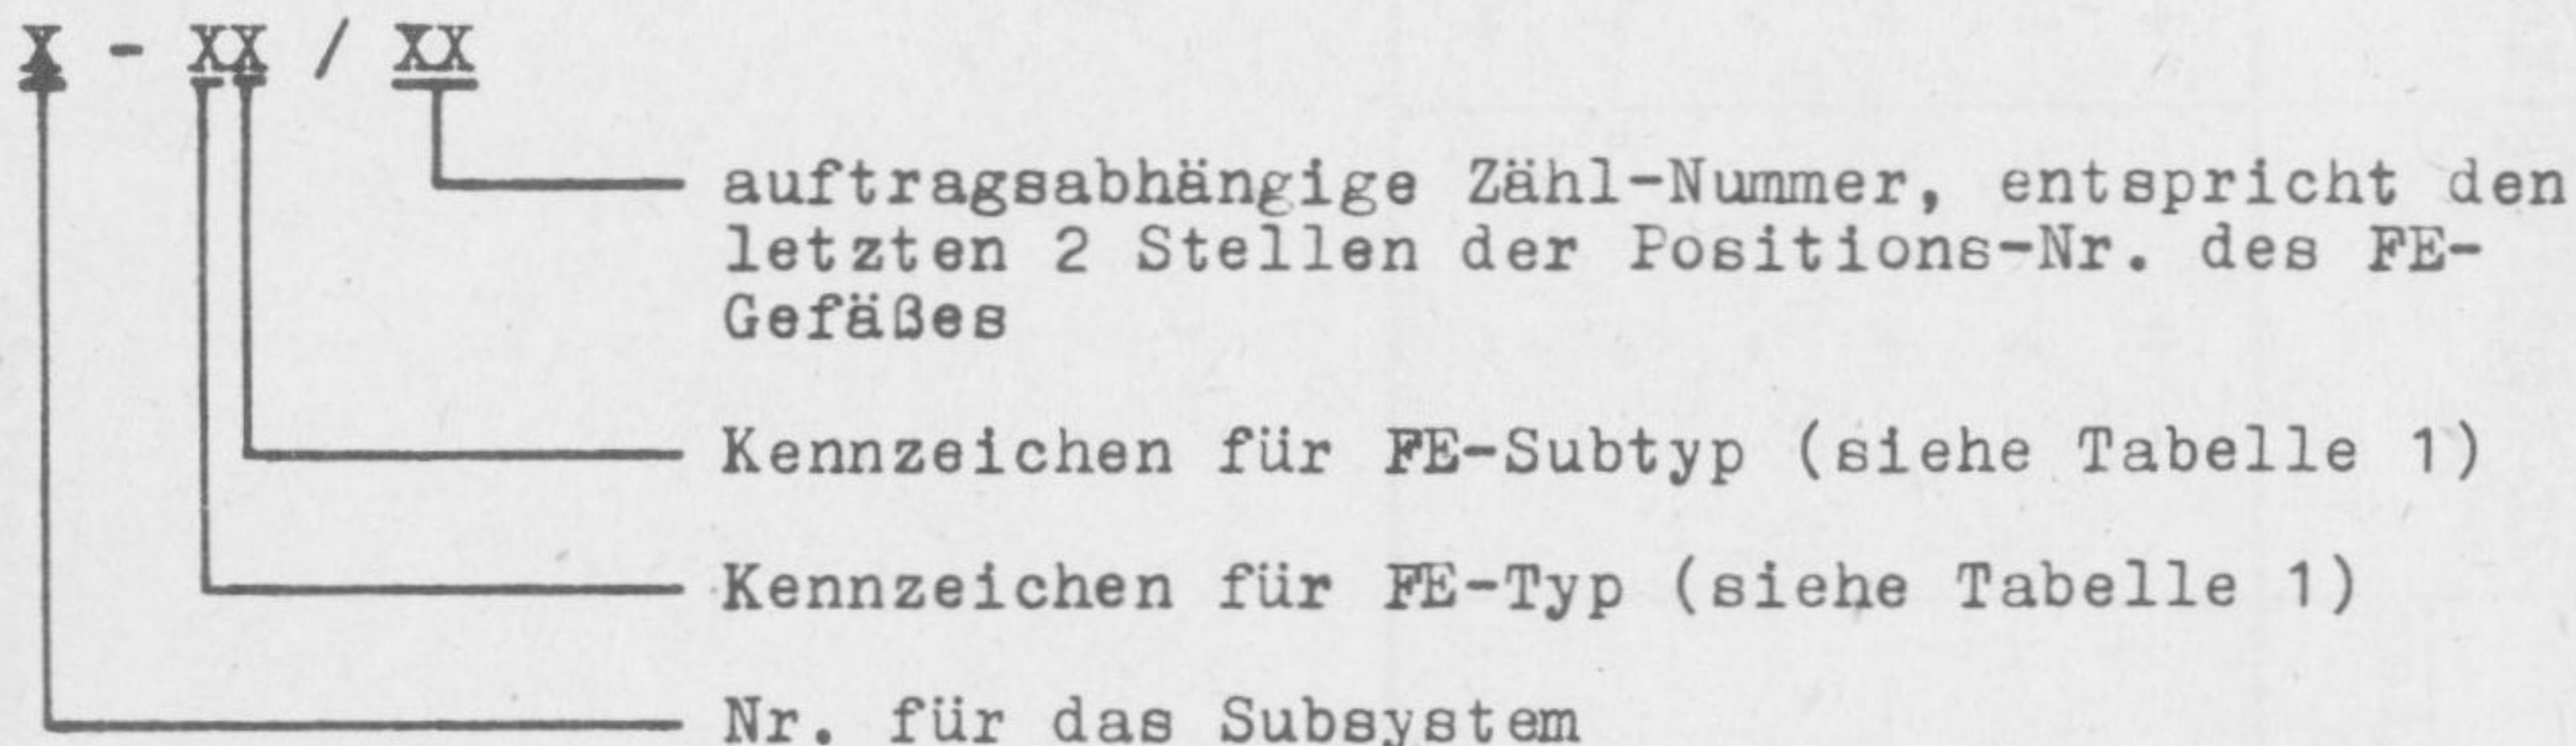 X - XX / XX
auftragsabhängige Zähl-Nummer, entspricht den
letzten 2 Stellen der Positions-Nr. des FE-
Gefäßes
Kennzeichen für FE-Subtyp (siehe Tabelle 1)
Kennzeichen für FE-Typ (siehe Tabelle 1)
Nr. für das Subsystem